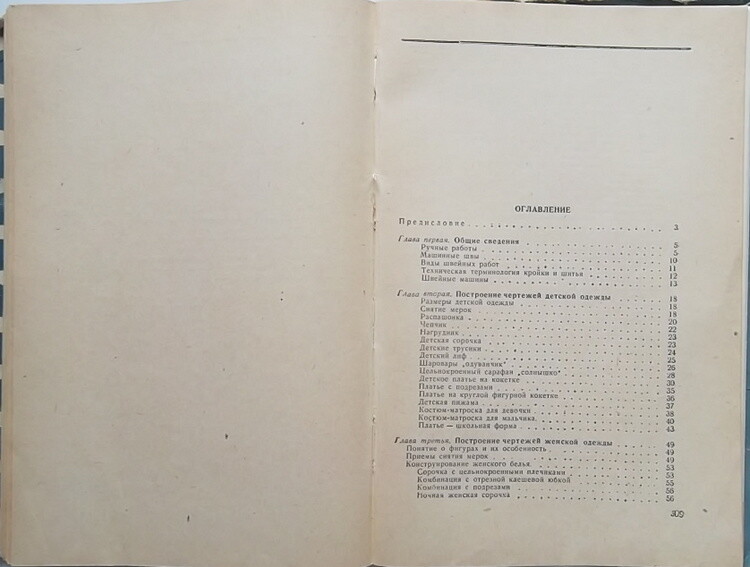 ОГЛАВЛЕНИЕ
Предисловие 3
Глава первая. Общие сведения 5
Ручные работы 5
Машинные швы 10
Виды швейных работ 11
Техническая терминология кройки и шитья 12
Швейные машины 13
Глава вторая. Построение чертежей детской одежды 18
Размеры детской одежды 18
Снятие мерок 18
Распашонка 20
Чепчик 22
Нагрудник 23
Детская сорочка 23
Детские трусики 24
Детский лиф 25
Шаровары „одуванчик“ 26
Цельнокроенный сарафан „солнышко“ 28
Детское платье на кокетке 30
Платье с подрезами 35
Платье на круглой фигурной кокетке 36
Детская пижама 37
Костюм-матроска для девочки 38
Костюм-матроска для мальчика 40
Платье — школьная форма 43
Глава третья. Построение чертежей женской одежды 49
Понятие о фигурах и их особенность 49
Приемы снятия мерок 49
Конструирование женского белья 53
Сорочка с цельнокроенными плечиками 53
Комбинация с отрезной клешевой юбкой 55
Комбинация с подрезами 56
Ночная женская сорочка 56
309